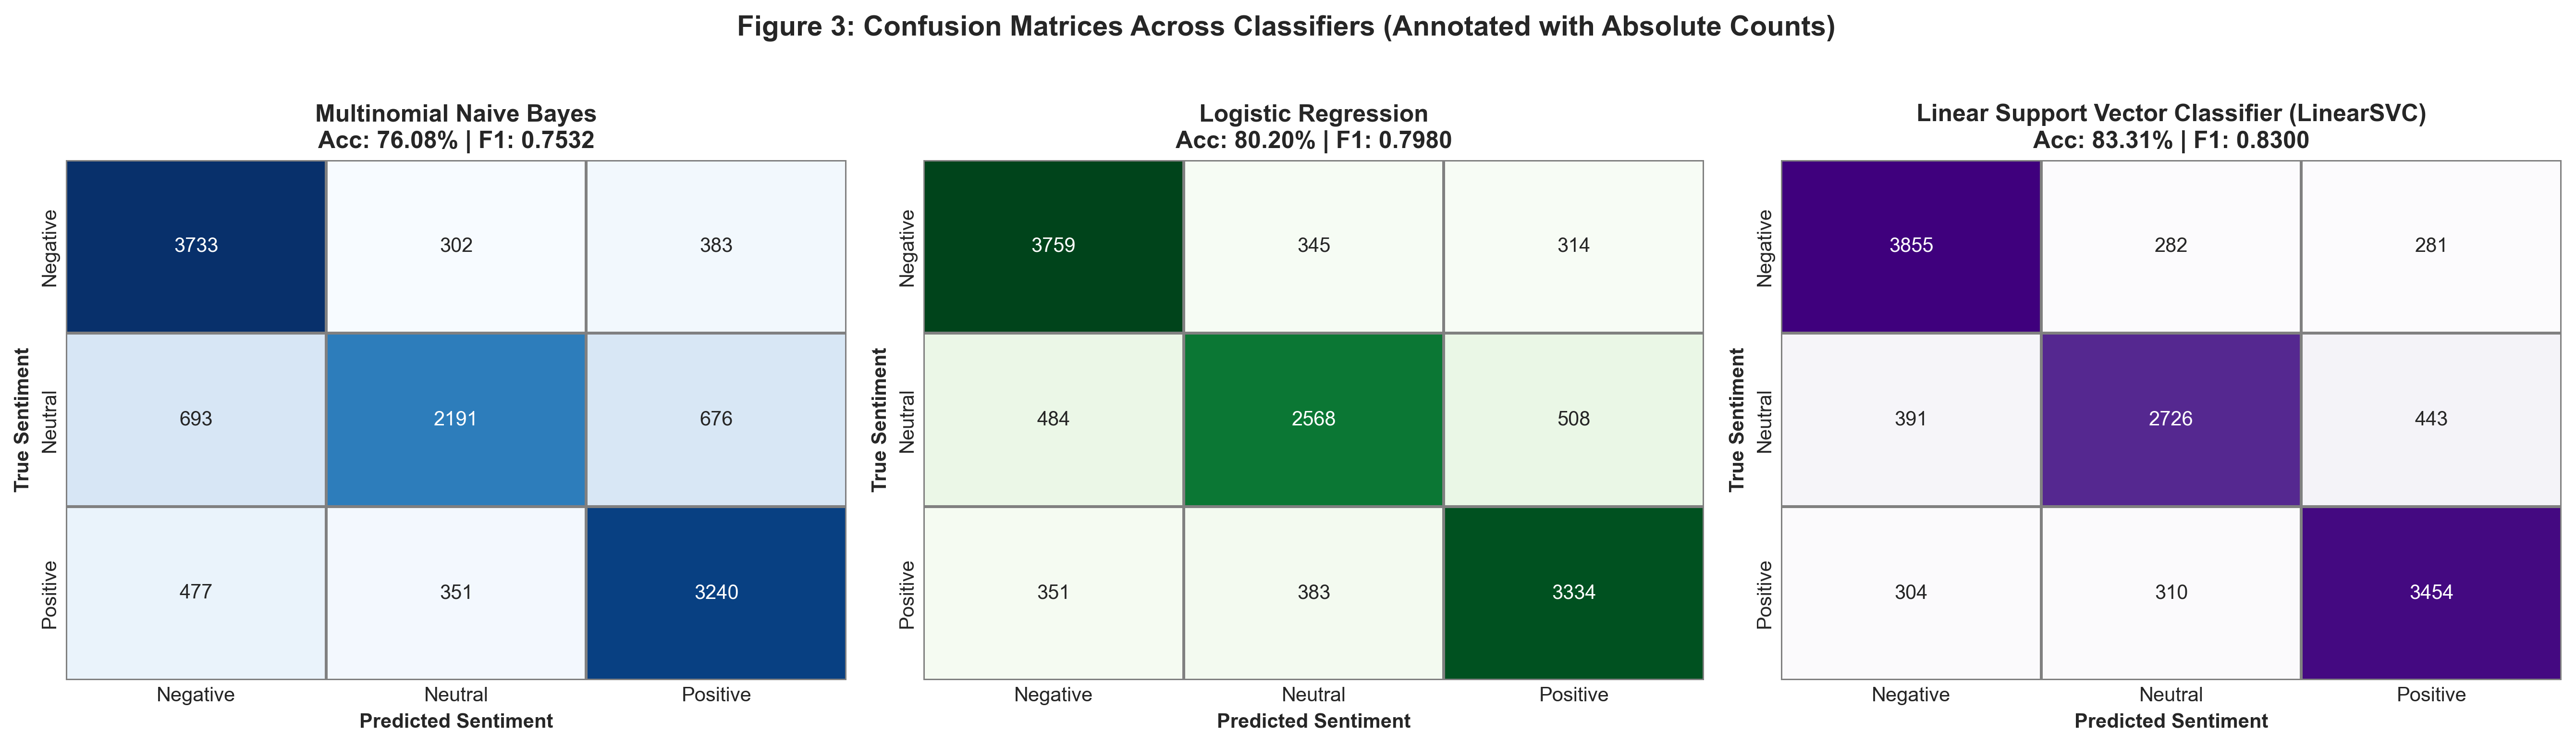 Figure 3: Confusion Matrices Across Classifiers (Annotated with Absolute Counts)
Multinomial Naive Bayes
Acc: 76.08% | F1: 0.7532
True Sentiment
Negative
3733 302 383
Neutral
693 2191 676
Positive
477 351 3240
Negative Neutral Positive
Predicted Sentiment
Logistic Regression
Acc: 80.20% | F1: 0.7980
True Sentiment
Negative
3759 345 314
Neutral
484 2568 508
Positive
351 383 3334
Negative Neutral Positive
Predicted Sentiment
Linear Support Vector Classifier (LinearSVC)
Acc: 83.31% | F1: 0.8300
True Sentiment
Negative
3855 282 281
Neutral
391 2726 443
Positive
304 310 3454
Negative Neutral Positive
Predicted Sentiment